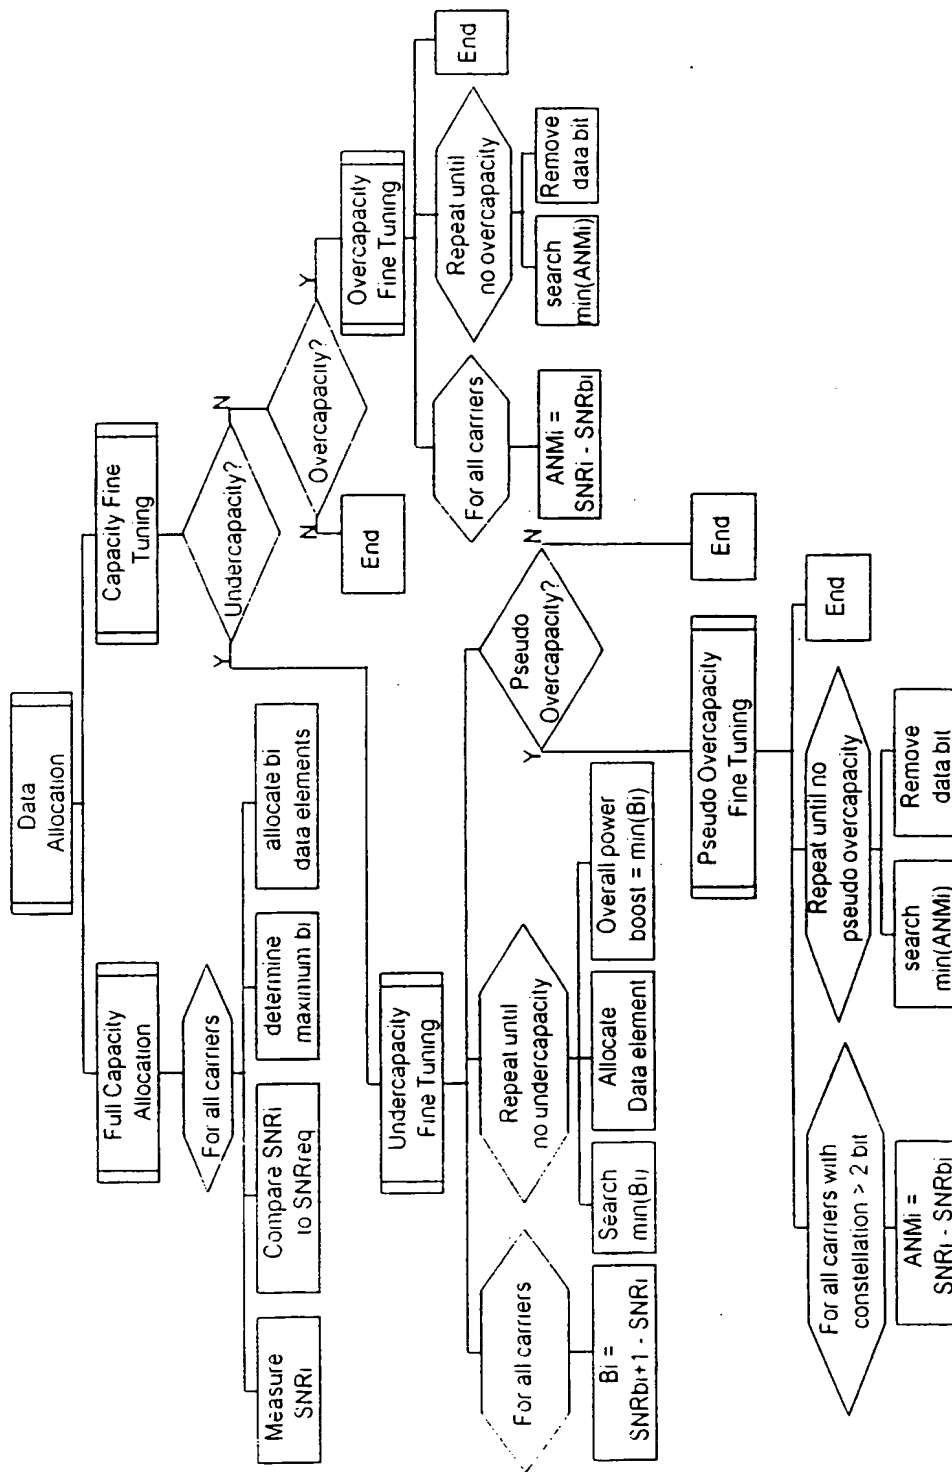 Data
Allocation
Full Capacity
Allocation
Capacity Fine
Tuning
For all carriers
Measure
SNRi
Compare SNRi
to SNRreq
determine
maximum bi
allocate bi
data elements
Undercapacity?
Y
N
Overcapacity?
N
Y
End
Overcapacity
Fine Tuning
For all carriers
ANMi =
SNRi - SNRbi
Repeat until
no overcapacity
search
min(ANMi)
Remove
data bit
End
Undercapacity
Fine Tuning
For all carriers
Bi =
SNRbi+1 - SNRi
Repeat until
no undercapacity
Search
min(Bi)
Allocate
Data element
Overall power
boost = min(Bi)
Pseudo
Overcapacity?
Y
N
End
Pseudo Overcapacity
Fine Tuning
For all carriers with
constellation > 2 bit
ANMi =
SNRi - SNRbi
Repeat until no
pseudo overcapacity
search
min(ANMi)
Remove
data bit
End